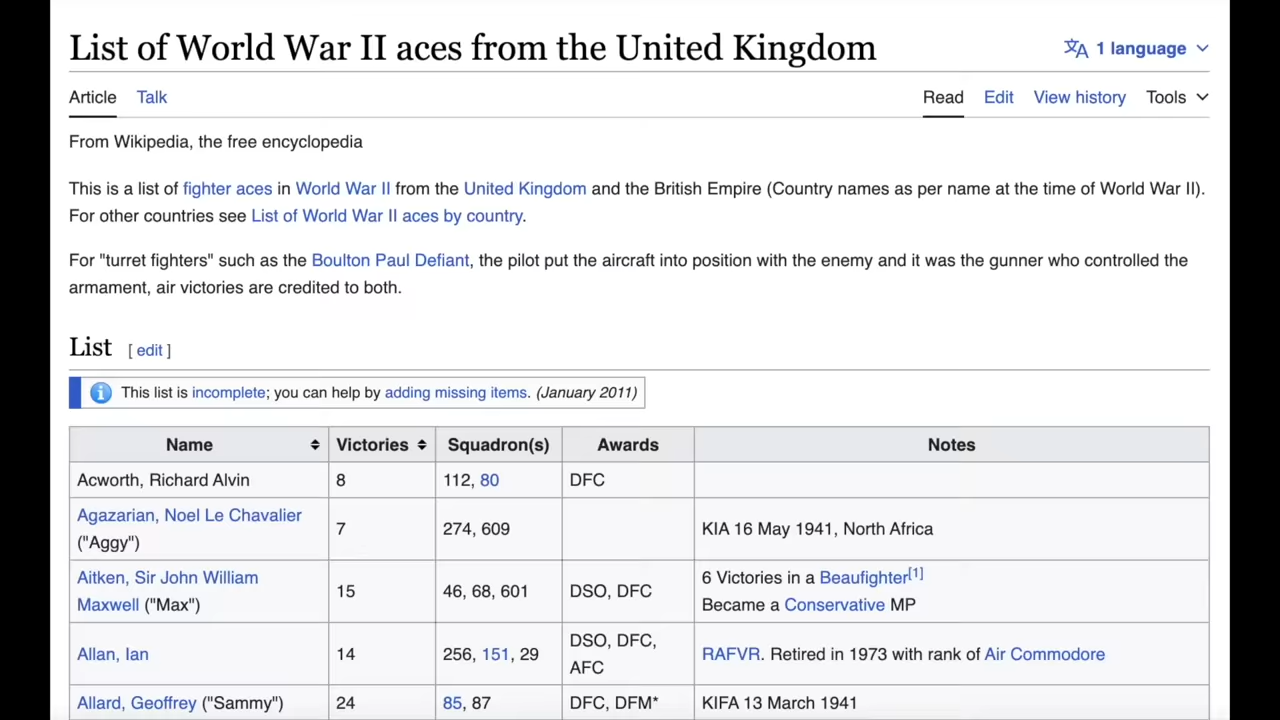 List of World War II aces from the United Kingdom
1 language
Article Talk
Read Edit View history Tools
From Wikipedia, the free encyclopedia
This is a list of fighter aces in World War II from the United Kingdom and the British Empire (Country names as per name at the time of World War II).
For other countries see List of World War II aces by country.
For "turret fighters" such as the Boulton Paul Defiant, the pilot put the aircraft into position with the enemy and it was the gunner who controlled the
armament, air victories are credited to both.
List [ edit ]
This list is incomplete; you can help by adding missing items. (January 2011)
Name Victories Squadron(s) Awards Notes
Acworth, Richard Alvin 8 112, 80 DFC
Agazarian, Noel Le Chavalier
("Aggy") 7 274, 609 KIA 16 May 1941, North Africa
Aitken, Sir John William
Maxwell ("Max") 15 46, 68, 601 DSO, DFC 6 Victories in a Beaufighter[1]
Became a Conservative MP
Allan, Ian 14 256, 151, 29 DSO, DFC,
AFC RAFVR. Retired in 1973 with rank of Air Commodore
Allard, Geoffrey ("Sammy") 24 85, 87 DFC, DFM* KIFA 13 March 1941